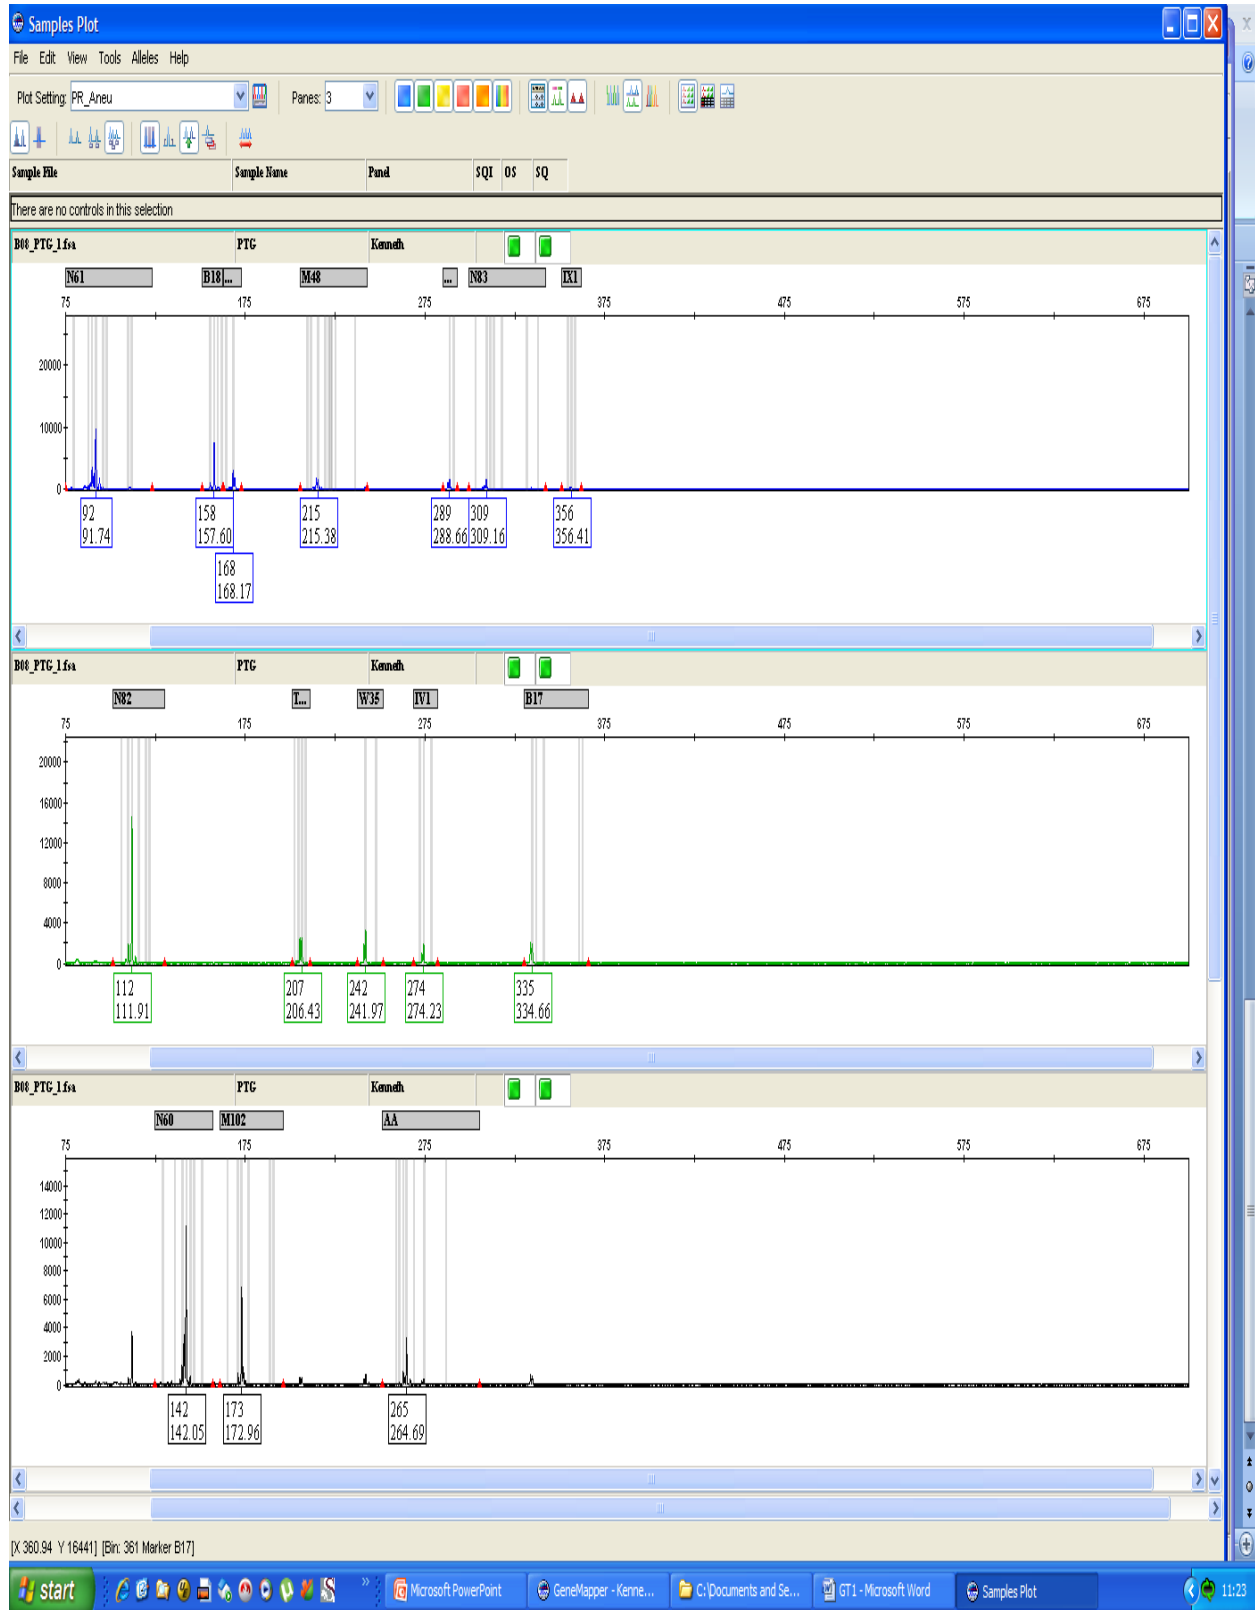 Samples Plot
File Edit View Tools Alleles Help
Plot Setting: PR_Aneu Panes: 3
Sample File Sample Name Panel SQI OS SQ
There are no controls in this selection
B08_PTG_1.fsa PTG Kenneth
N61 B18 ... M48 ... N83 IX1
75 175 275 375 475 575 675
20000
10000
0
92 158 215 289 309 356
91.74 157.60 215.38 288.66 309.16 356.41
168
168.17
B08_PTG_1.fsa PTG Kenneth
N82 T... W35 IV1 B17
75 175 275 375 475 575 675
20000
16000
12000
8000
4000
0
112 207 242 274 335
111.91 206.43 241.97 274.23 334.66
B08_PTG_1.fsa PTG Kenneth
N60 M102 AA
75 175 275 375 475 575 675
14000
12000
10000
8000
6000
4000
2000
0
142 173 265
142.05 172.96 264.69
[X 360.94 Y 16441] [Bin: 361 Marker B17]
start » Microsoft PowerPoint GeneMapper - Kenne... C:\Documents and Se... GT1 - Microsoft Word Samples Plot 11:23